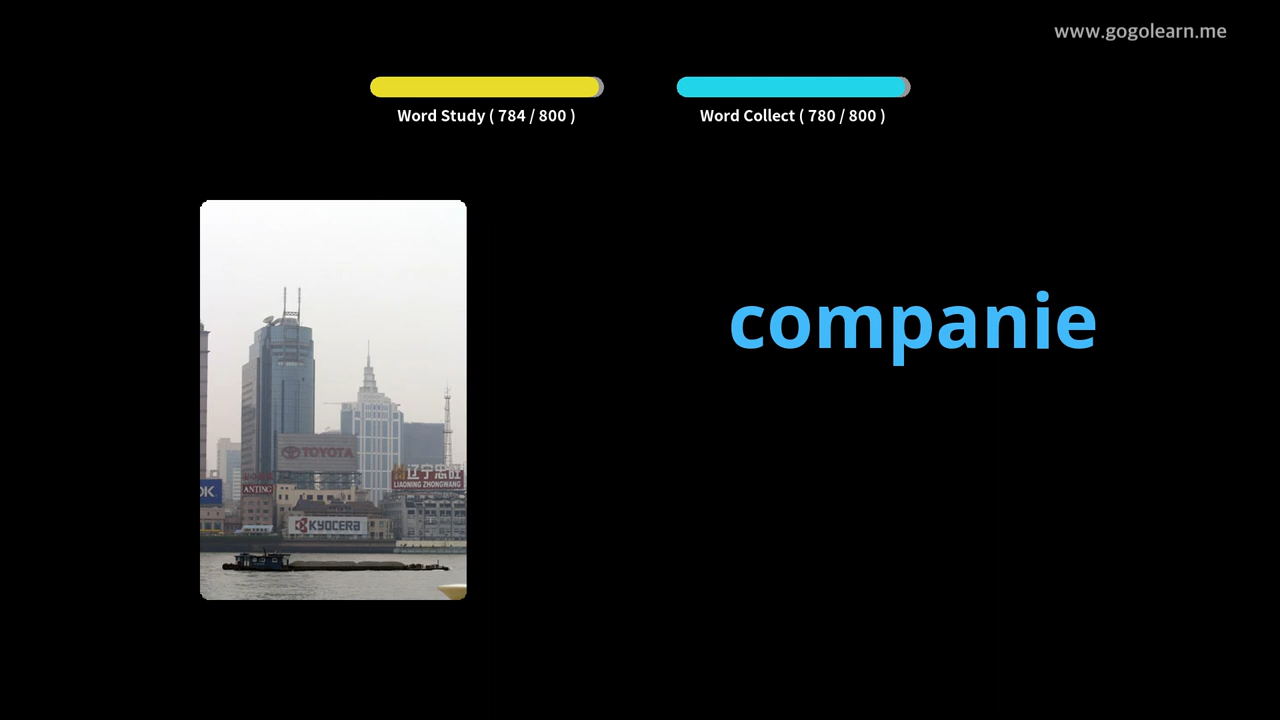 www.gogolearn.me
Word Study ( 784 / 800 )
Word Collect ( 780 / 800 )
companie
TOYOTA
辽宁忠旺
LIAONING ZHONGWANG
OK
ANTING
KYOCERA